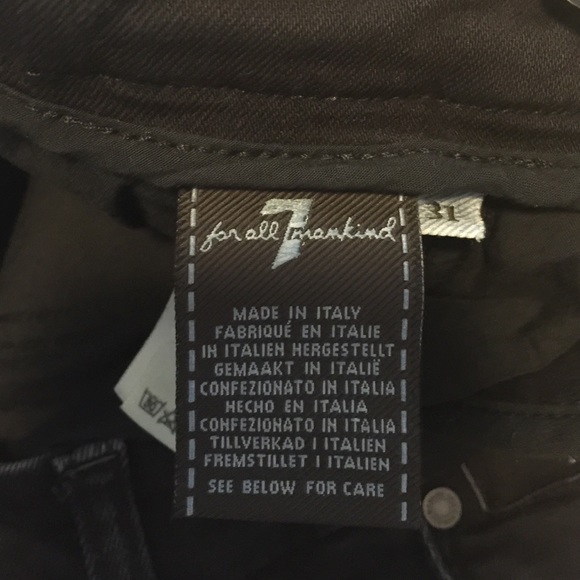 for all 7 mankind
31
MADE IN ITALY
FABRIQUÉ EN ITALIE
IN ITALIEN HERGESTELLT
GEMAAKT IN ITALIË
CONFEZIONATO IN ITALIA
HECHO EN ITALIA
CONFEZIONATO IN ITALIA
TILLVERKAD I ITALIEN
FREMSTILLET I ITALIEN
SEE BELOW FOR CARE